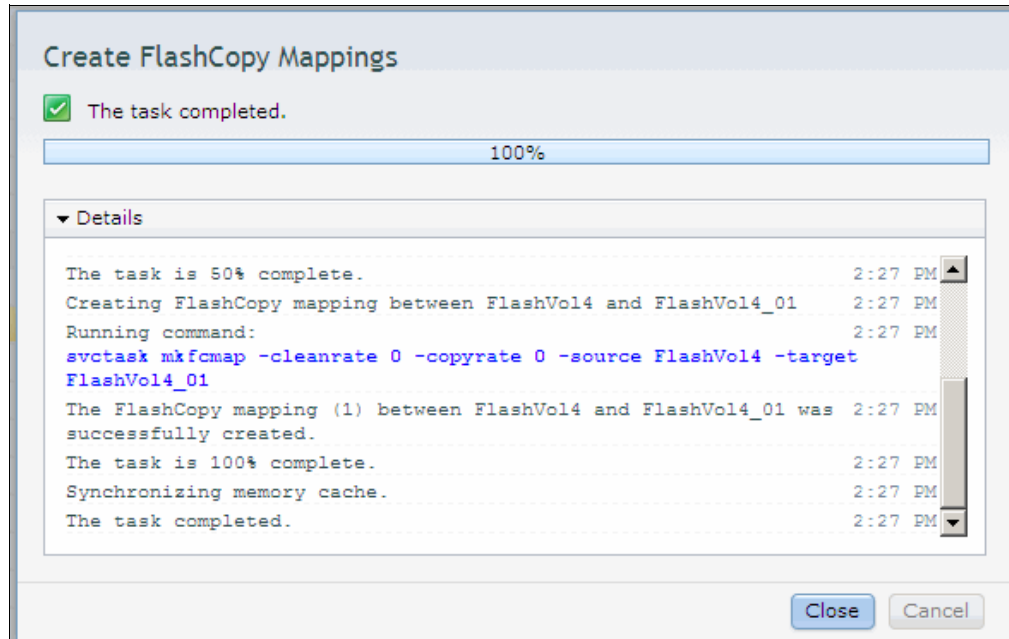 Create FlashCopy Mappings
The task completed.
100%
Details
The task is 50% complete. 2:27 PM
Creating FlashCopy mapping between FlashVol4 and FlashVol4_01 2:27 PM
Running command: 2:27 PM
svctask mkfcmap -cleanrate 0 -copyrate 0 -source FlashVol4 -target
FlashVol4_01
The FlashCopy mapping (1) between FlashVol4 and FlashVol4_01 was 2:27 PM
successfully created.
The task is 100% complete. 2:27 PM
Synchronizing memory cache. 2:27 PM
The task completed. 2:27 PM
Close Cancel